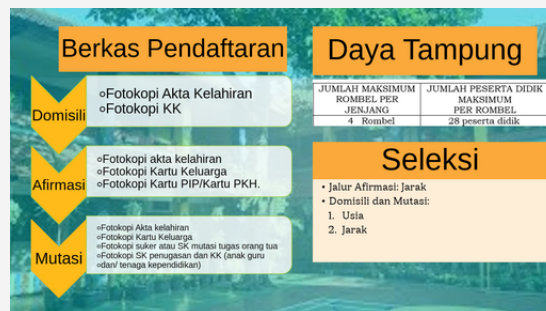 Berkas Pendaftaran
Domisili
◦Fotokopi Akta Kelahiran
◦Fotokopi KK
Afirmasi
◦Fotokopi akta kelahiran
◦Fotokopi Kartu Keluarga
◦Fotokopi Kartu PIP/Kartu PKH.
Mutasi
◦Fotokopi Akta kelahiran
◦Fotokopi Kartu Keluarga
◦Fotokopi suker atau SK mutasi tugas orang tua
◦Fotokopi SK penugasan dan KK (anak guru
◦dan/ tenaga kependidikan)
Daya Tampung
JUMLAH MAKSIMUM
ROMBEL PER
JENJANG
JUMLAH PESERTA DIDIK
MAKSIMUM
PER ROMBEL
4 Rombel
28 peserta didik
Seleksi
• Jalur Afirmasi: Jarak
• Domisili dan Mutasi:
1. Usia
2. Jarak